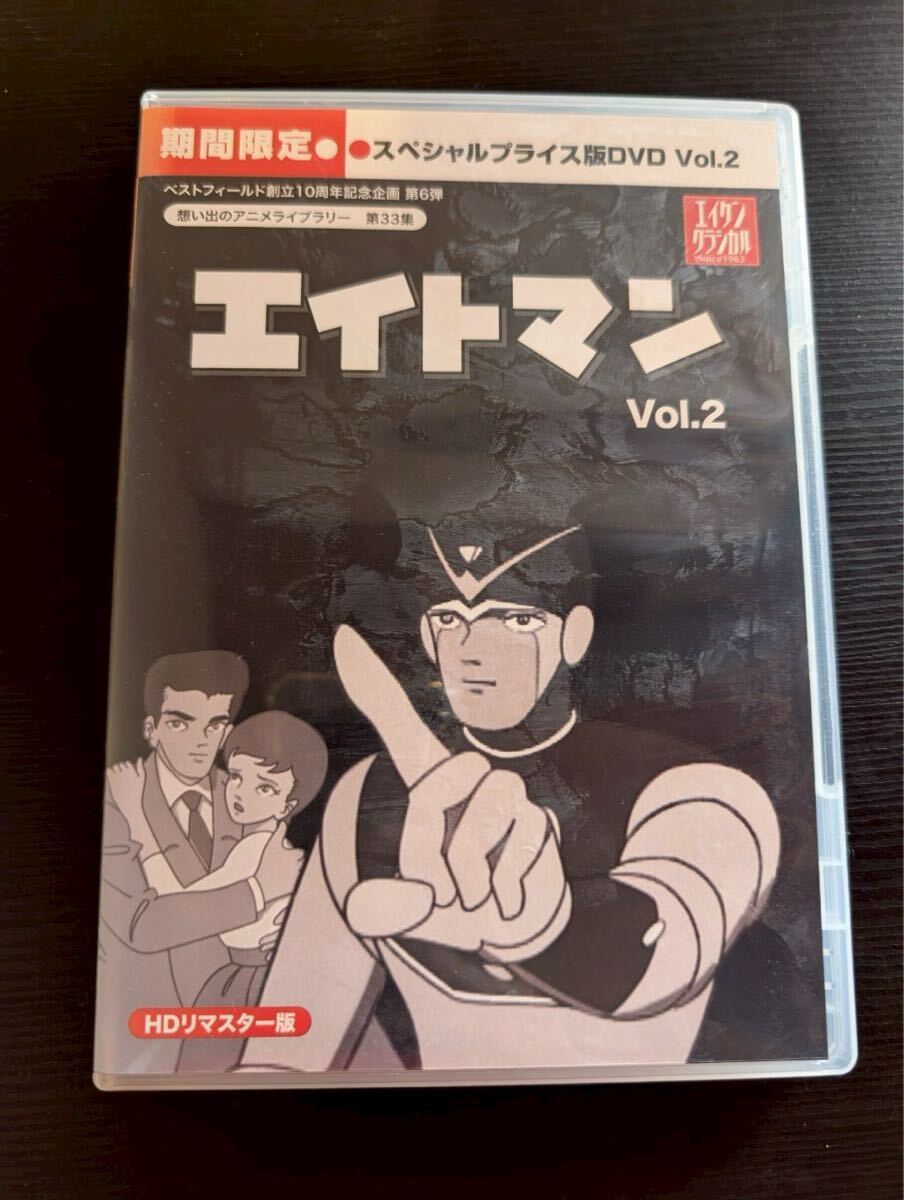 期間限定●●スペシャルプライス版DVD Vol.2
ベストフィールド創立10周年記念企画 第6弾
想い出のアニメライブラリー 第33集
エイケン
クラシカル
Since1963
エイトマン
Vol.2
HDリマスター版